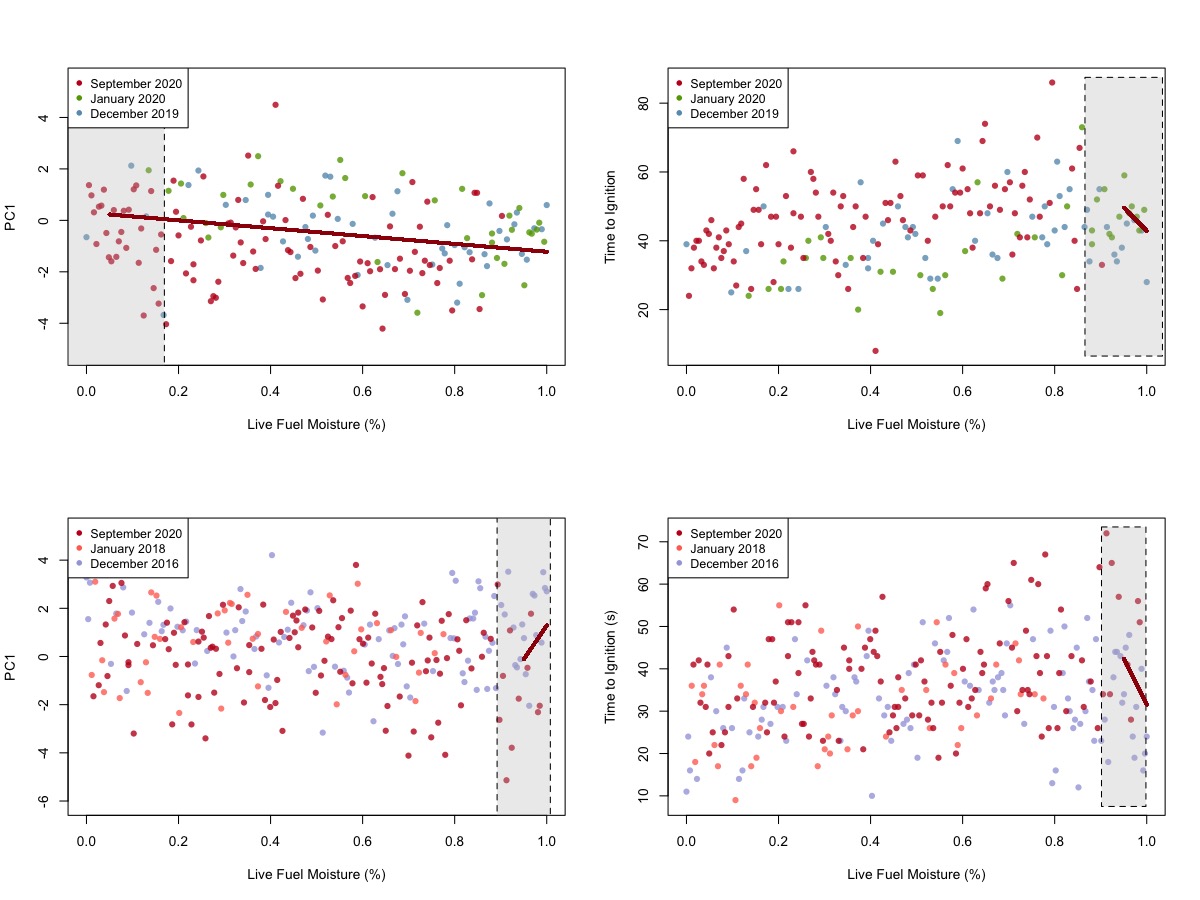 September 2020
January 2020
December 2019
PC1
4
2
0
-2
-4
0.0 0.2 0.4 0.6 0.8 1.0
Live Fuel Moisture (%)
September 2020
January 2020
December 2019
Time to Ignition
80
60
40
20
0.0 0.2 0.4 0.6 0.8 1.0
Live Fuel Moisture (%)
September 2020
January 2018
December 2016
PC1
4
2
0
-2
-4
-6
0.0 0.2 0.4 0.6 0.8 1.0
Live Fuel Moisture (%)
September 2020
January 2018
December 2016
Time to Ignition (s)
70
60
50
40
30
20
10
0.0 0.2 0.4 0.6 0.8 1.0
Live Fuel Moisture (%)